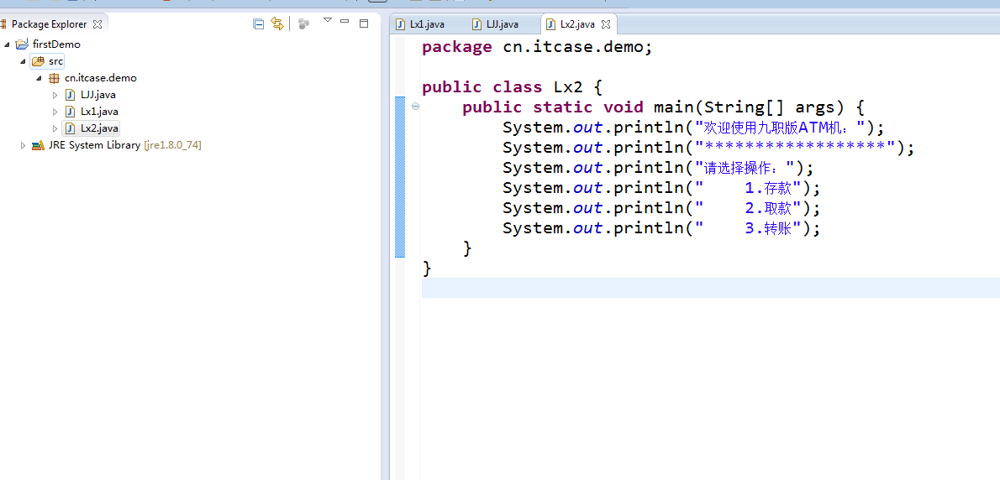 Package Explorer
firstDemo
src
cn.itcase.demo
LJJ.java
Lx1.java
Lx2.java
JRE System Library [jre1.8.0_74]
Lx1.java LJJ.java Lx2.java
package cn.itcase.demo;
public class Lx2 {
    public static void main(String[] args) {
        System.out.println("欢迎使用九职版ATM机：");
        System.out.println("******************");
        System.out.println("请选择操作：");
        System.out.println("    1.存款");
        System.out.println("    2.取款");
        System.out.println("    3.转账");
    }
}